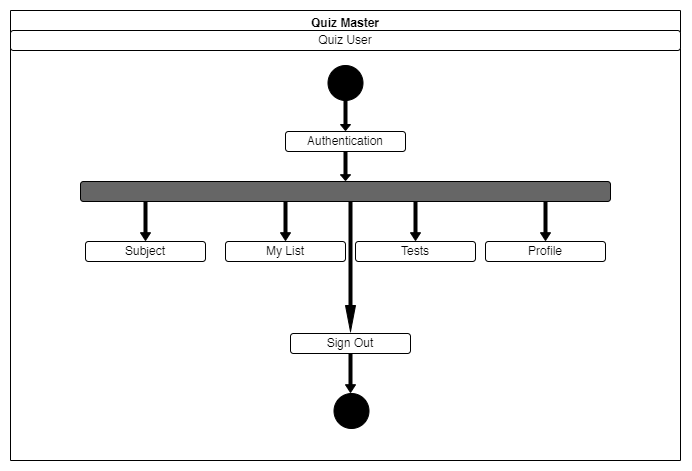 Quiz Master
Quiz User
Authentication
Subject
My List
Tests
Profile
Sign Out